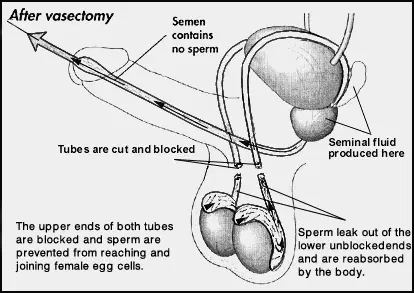 After vasectomy
Semen
contains
no sperm
Tubes are cut and blocked
Seminal fluid
produced here
The upper ends of both tubes
are blocked and sperm are
prevented from reaching and
joining female egg cells.
Sperm leak out of the
lower unblockedends
and are reabsorbed
by the body.